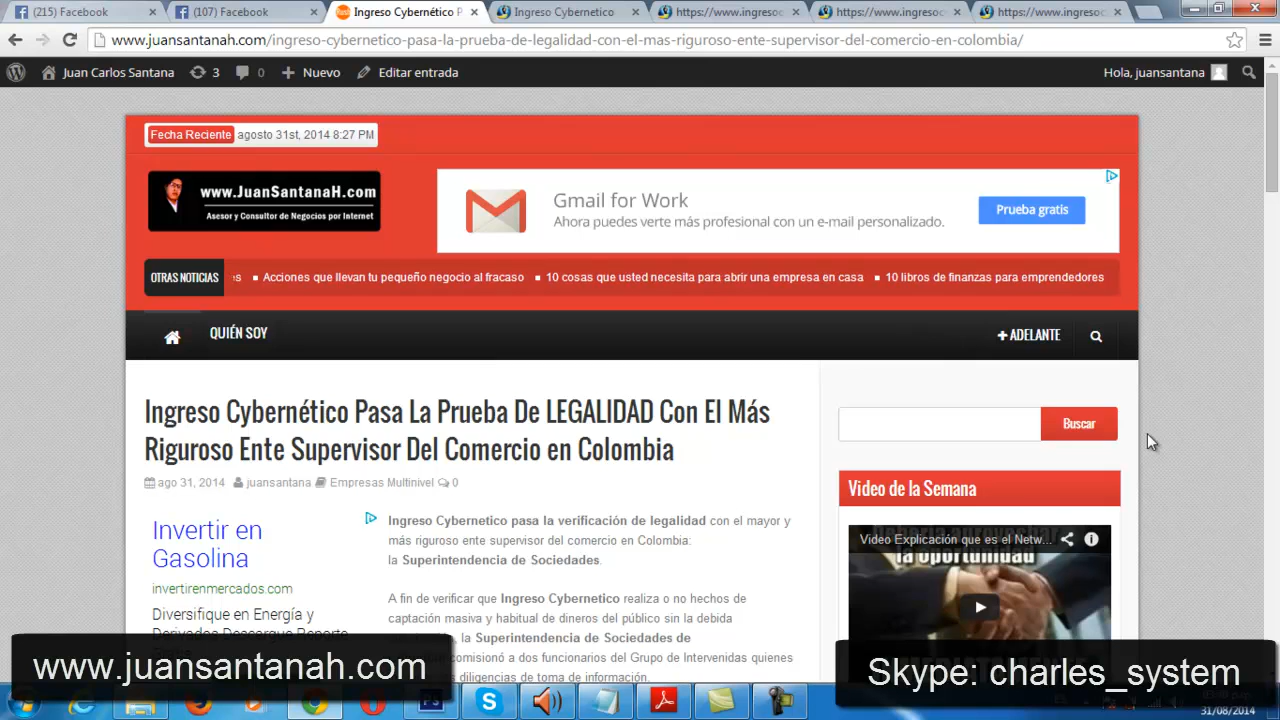 (215) Facebook
(107) Facebook
Ingreso Cybernético P
Ingreso Cybernetico
https://www.ingresoc
https://www.ingresoc
https://www.ingresoc
www.juansantanah.com/ingreso-cybernetico-pasa-la-prueba-de-legalidad-con-el-mas-riguroso-ente-supervisor-del-comercio-en-colombia/
Juan Carlos Santana
3
0
Nuevo
Editar entrada
Hola, juansantana
Fecha Reciente agosto 31st, 2014 8:27 PM
www.JuanSantanaH.com
Asesor y Consultor de Negocios por Internet
Gmail for Work
Ahora puedes verte más profesional con un e-mail personalizado.
Prueba gratis
OTRAS NOTICIAS
es ▪ Acciones que llevan tu pequeño negocio al fracaso ▪ 10 cosas que usted necesita para abrir una empresa en casa ▪ 10 libros de finanzas para emprendedores
QUIÉN SOY
+ ADELANTE
Ingreso Cybernético Pasa La Prueba De LEGALIDAD Con El Más
Riguroso Ente Supervisor Del Comercio en Colombia
ago 31, 2014 juansantana Empresas Multinivel 0
Invertir en
Gasolina
invertirenmercados.com
Diversifique en Energía y
Ingreso Cybernetico pasa la verificación de legalidad con el mayor y
más riguroso ente supervisor del comercio en Colombia:
la Superintendencia de Sociedades.
A fin de verificar que Ingreso Cybernetico realiza o no hechos de
captación masiva y habitual de dineros del público sin la debida
la Superintendencia de Sociedades de
comisionó a dos funcionarios del Grupo de Intervenidas quienes
diligencias de toma de información.
Buscar
Video de la Semana
Video Explicación que es el Netw...
la oportunidad
www.juansantanah.com
Skype: charles_system
31/08/2014